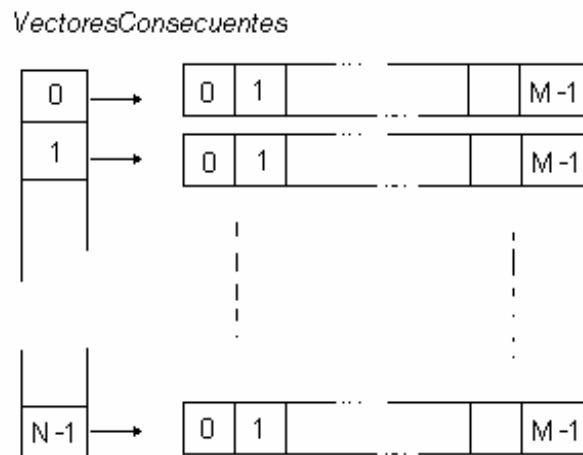 VectoresConsecuentes
0 0 1 ... M-1
1 0 1 ... M-1
N-1 0 1 ... M-1